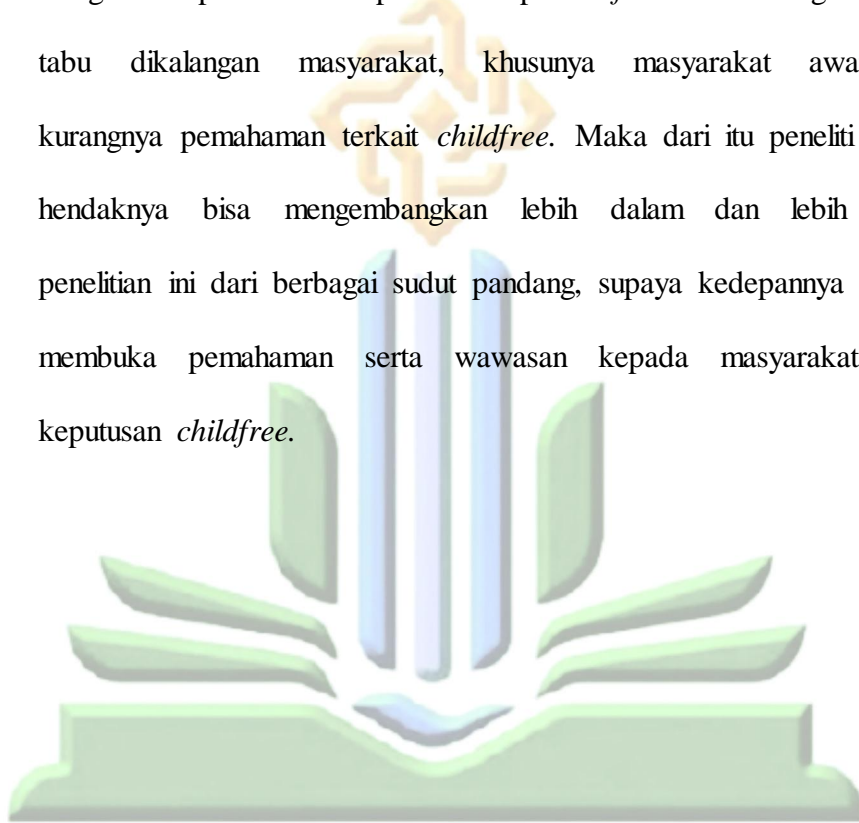 tabu dikalangan masyarakat, khusunya masyarakat
kurangnya pemahaman terkait childfree. Maka dari itu peneliti
hendaknya bisa mengembangkan lebih dalam dan lebih
penelitian ini dari berbagai sudut pandang, supaya kedepannya
membuka pemahaman serta wawasan kepada masyarakat
keputusan childfree.